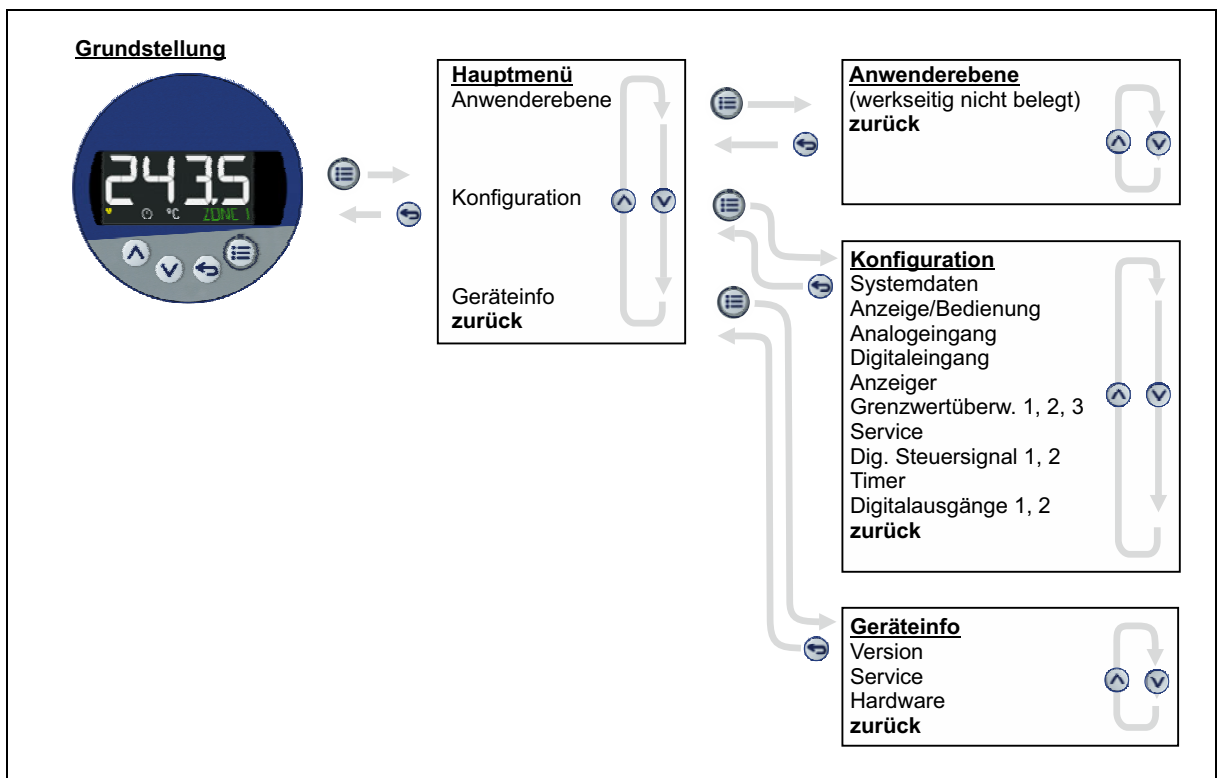 Grundstellung
243.5
°C ZONE 1
Hauptmenü
Anwenderebene
Konfiguration
Geräteinfo
zurück
Anwenderebene
(werkseitig nicht belegt)
zurück
Konfiguration
Systemdaten
Anzeige/Bedienung
Analogeingang
Digitaleingang
Anzeiger
Grenzwertüberw. 1, 2, 3
Service
Dig. Steuersignal 1, 2
Timer
Digitalausgänge 1, 2
zurück
Geräteinfo
Version
Service
Hardware
zurück